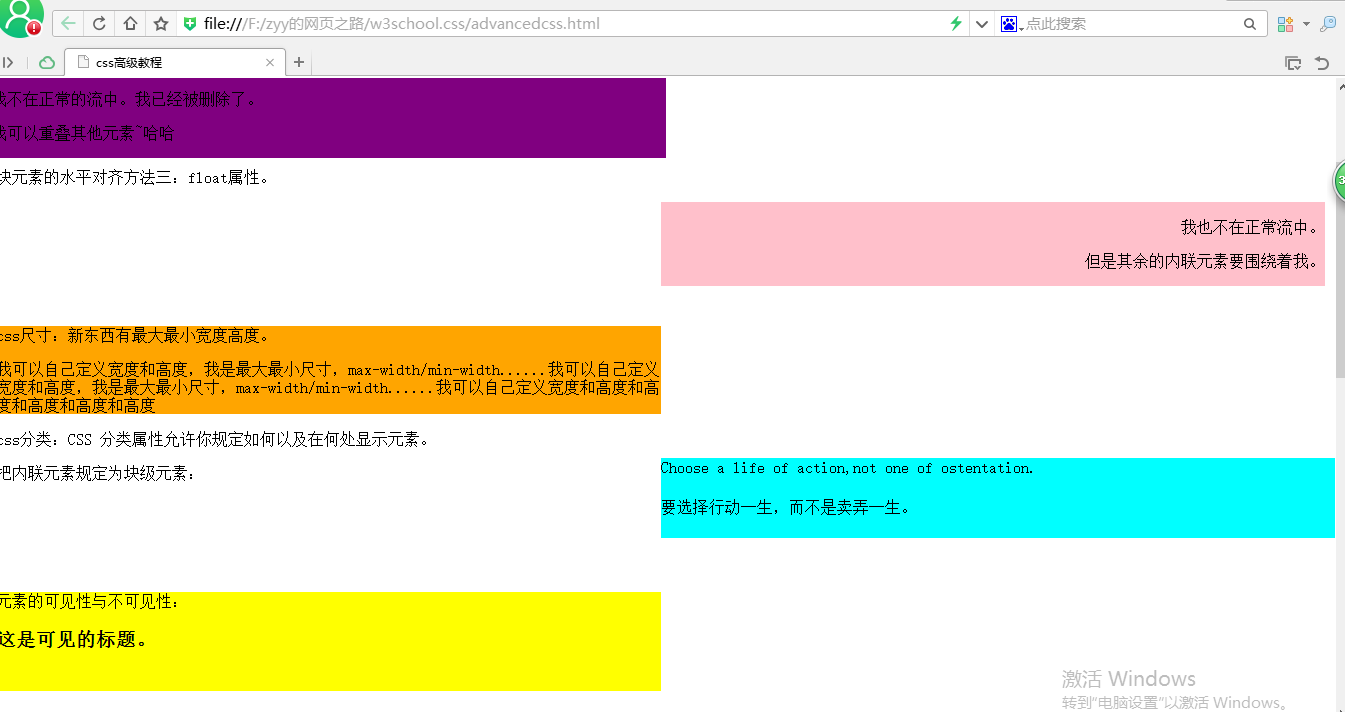 file:///F:/zyy的网页之路/w3school.css/advancedcss.html
点此搜索
css高级教程
我不在正常的流中。我已经被删除了。
我可以重叠其他元素~哈哈
块元素的水平对齐方法三：float属性。
我也不在正常流中。
但是其余的内联元素要围绕着我。
css尺寸：新东西有最大最小宽度高度。
我可以自己定义宽度和高度，我是最大最小尺寸，max-width/min-width......我可以自己定义
宽度和高度，我是最大最小尺寸，max-width/min-width......我可以自己定义宽度和高度和高
度和高度和高度和高度
css分类：CSS 分类属性允许你规定如何以及在何处显示元素。
把内联元素规定为块级元素：
Choose a life of action,not one of ostentation.
要选择行动一生，而不是卖弄一生。
元素的可见性与不可见性：
这是可见的标题。
激活 Windows
转到“电脑设置”以激活 Windows。